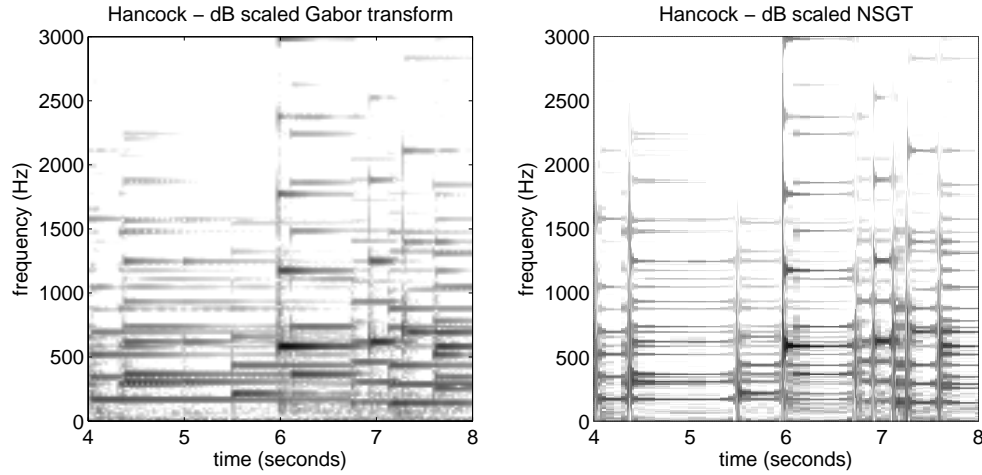 Hancock – dB scaled Gabor transform
3000
2500
2000
1500
1000
500
0
frequency (Hz)
4 5 6 7 8
time (seconds)
Hancock – dB scaled NSGT
3000
2500
2000
1500
1000
500
0
frequency (Hz)
4 5 6 7 8
time (seconds)